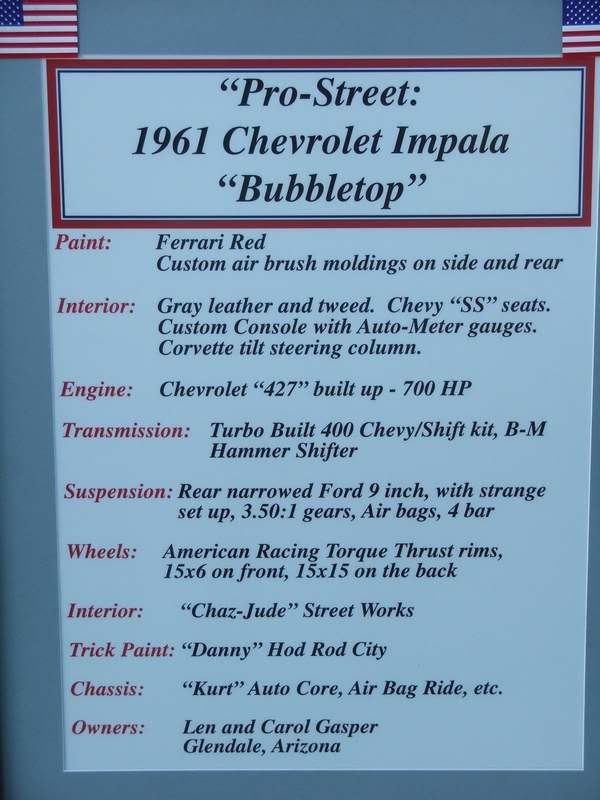 “Pro-Street:
1961 Chevrolet Impala
“Bubbletop”
Paint: Ferrari Red
Custom air brush moldings on side and rear
Interior: Gray leather and tweed. Chevy “SS” seats.
Custom Console with Auto-Meter gauges.
Corvette tilt steering column.
Engine: Chevrolet “427” built up - 700 HP
Transmission: Turbo Built 400 Chevy/Shift kit, B-M
Hammer Shifter
Suspension: Rear narrowed Ford 9 inch, with strange
set up, 3.50:1 gears, Air bags, 4 bar
Wheels: American Racing Torque Thrust rims,
15x6 on front, 15x15 on the back
Interior: “Chaz-Jude” Street Works
Trick Paint: “Danny” Hod Rod City
Chassis: “Kurt” Auto Core, Air Bag Ride, etc.
Owners: Len and Carol Gasper
Glendale, Arizona